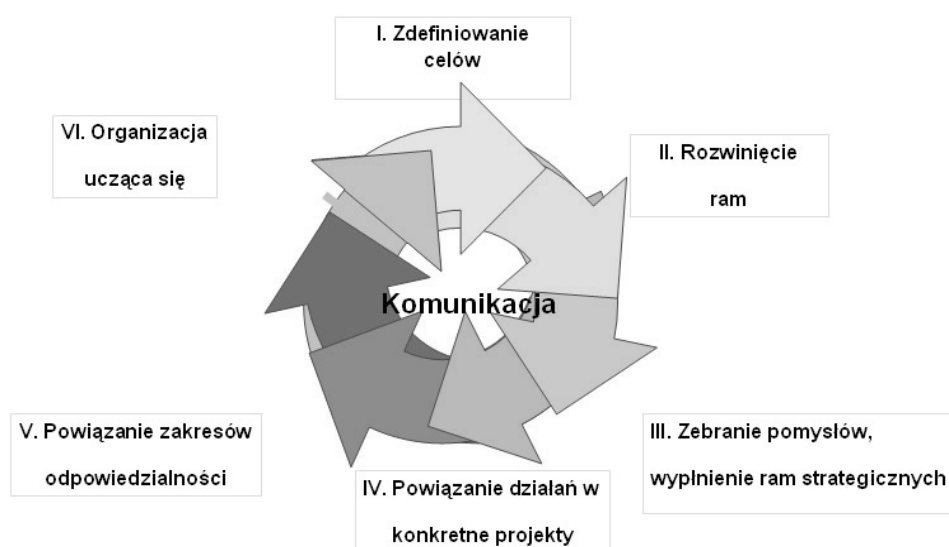 I. Zdefiniowanie
celów
II. Rozwinięcie
ram
III. Zebranie pomysłów,
wypłnienie ram strategicznych
IV. Powiązanie działań w
konkretne projekty
V. Powiązanie zakresów
odpowiedzialności
VI. Organizacja
ucząca się
Komunikacja